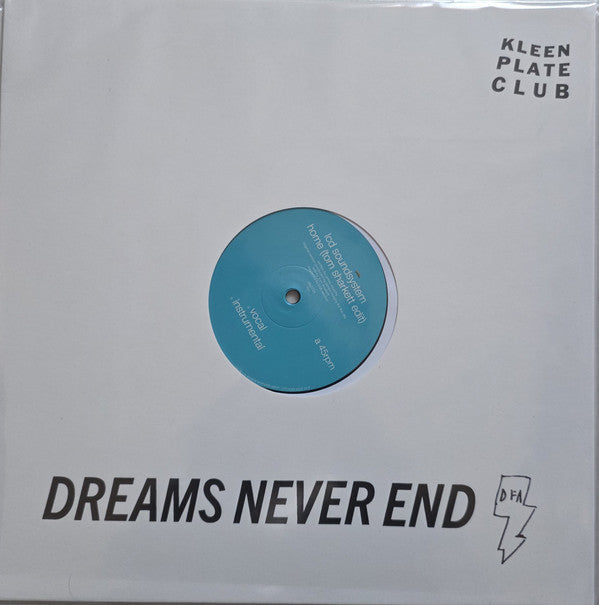 KLEEN
PLATE
CLUB
lcd soundsystem
home (tom sharkett edit)
a 45rpm
vocal
instrumental
DREAMS NEVER END
DFA